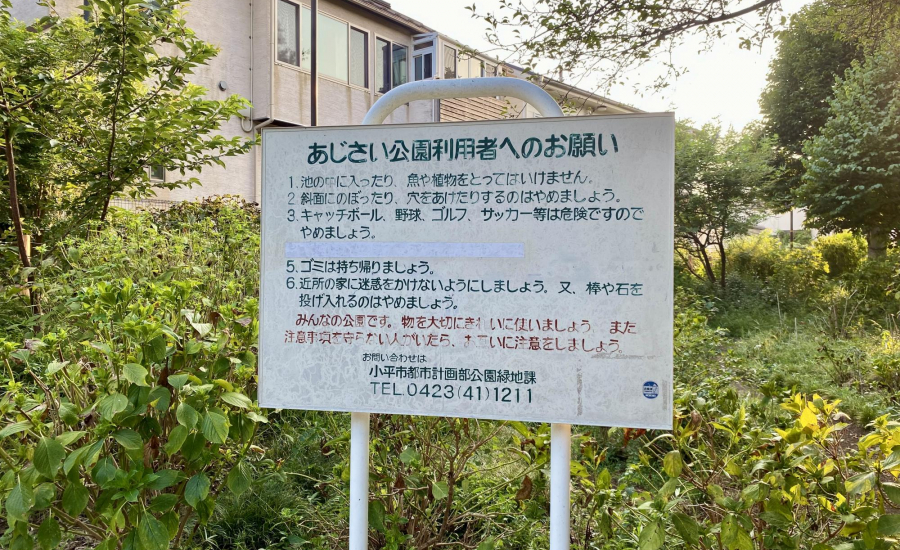 あじさい公園利用者へのお願い
1.池の中に入ったり、魚や植物をとってはいけません。
2.斜面にのぼったり、穴をあけたりするのはやめましょう。
3.キャッチボール、野球、ゴルフ、サッカー等は危険ですので
やめましょう。
5.ゴミは持ち帰りましょう。
6.近所の家に迷惑をかけないようにしましょう。又、棒や石を
投げ入れるのはやめましょう。
みんなの公園です。物を大切にきれいに使いましょう また
注意事項を守らない人がいたら、お互いに注意をしましょう。
お問い合わせは
小平市都市計画部公園緑地課
TEL.0423(41)1211